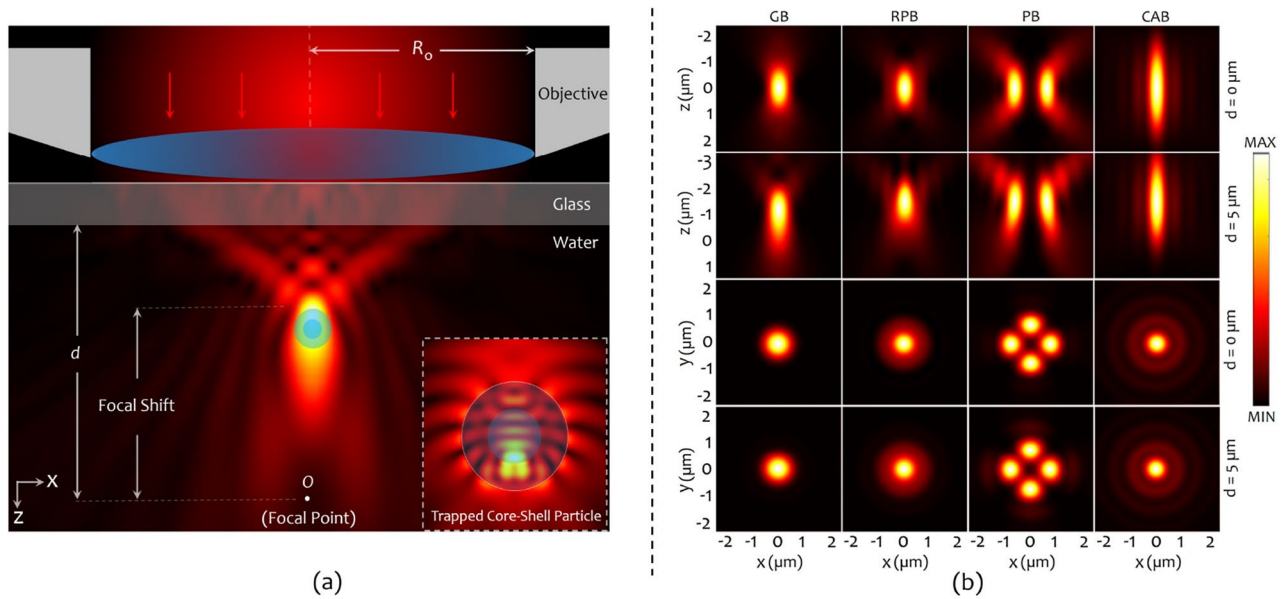 R₀
Objective
Glass
Water
d
Focal Shift
O
(Focal Point)
X
Z
Trapped Core-Shell Particle
(a)
GB
RPB
PB
CAB
-2
-1
0
1
2
z (µm)
d = 0 µm
-3
-2
-1
0
1
z (µm)
d = 5 µm
2
1
0
-1
-2
y (µm)
d = 0 µm
2
1
0
-1
-2
y (µm)
d = 5 µm
-2 -1 0 1 2
-2 -1 0 1 2
-2 -1 0 1 2
-2 -1 0 1 2
x (µm)
x (µm)
x (µm)
x (µm)
MAX
MIN
(b)